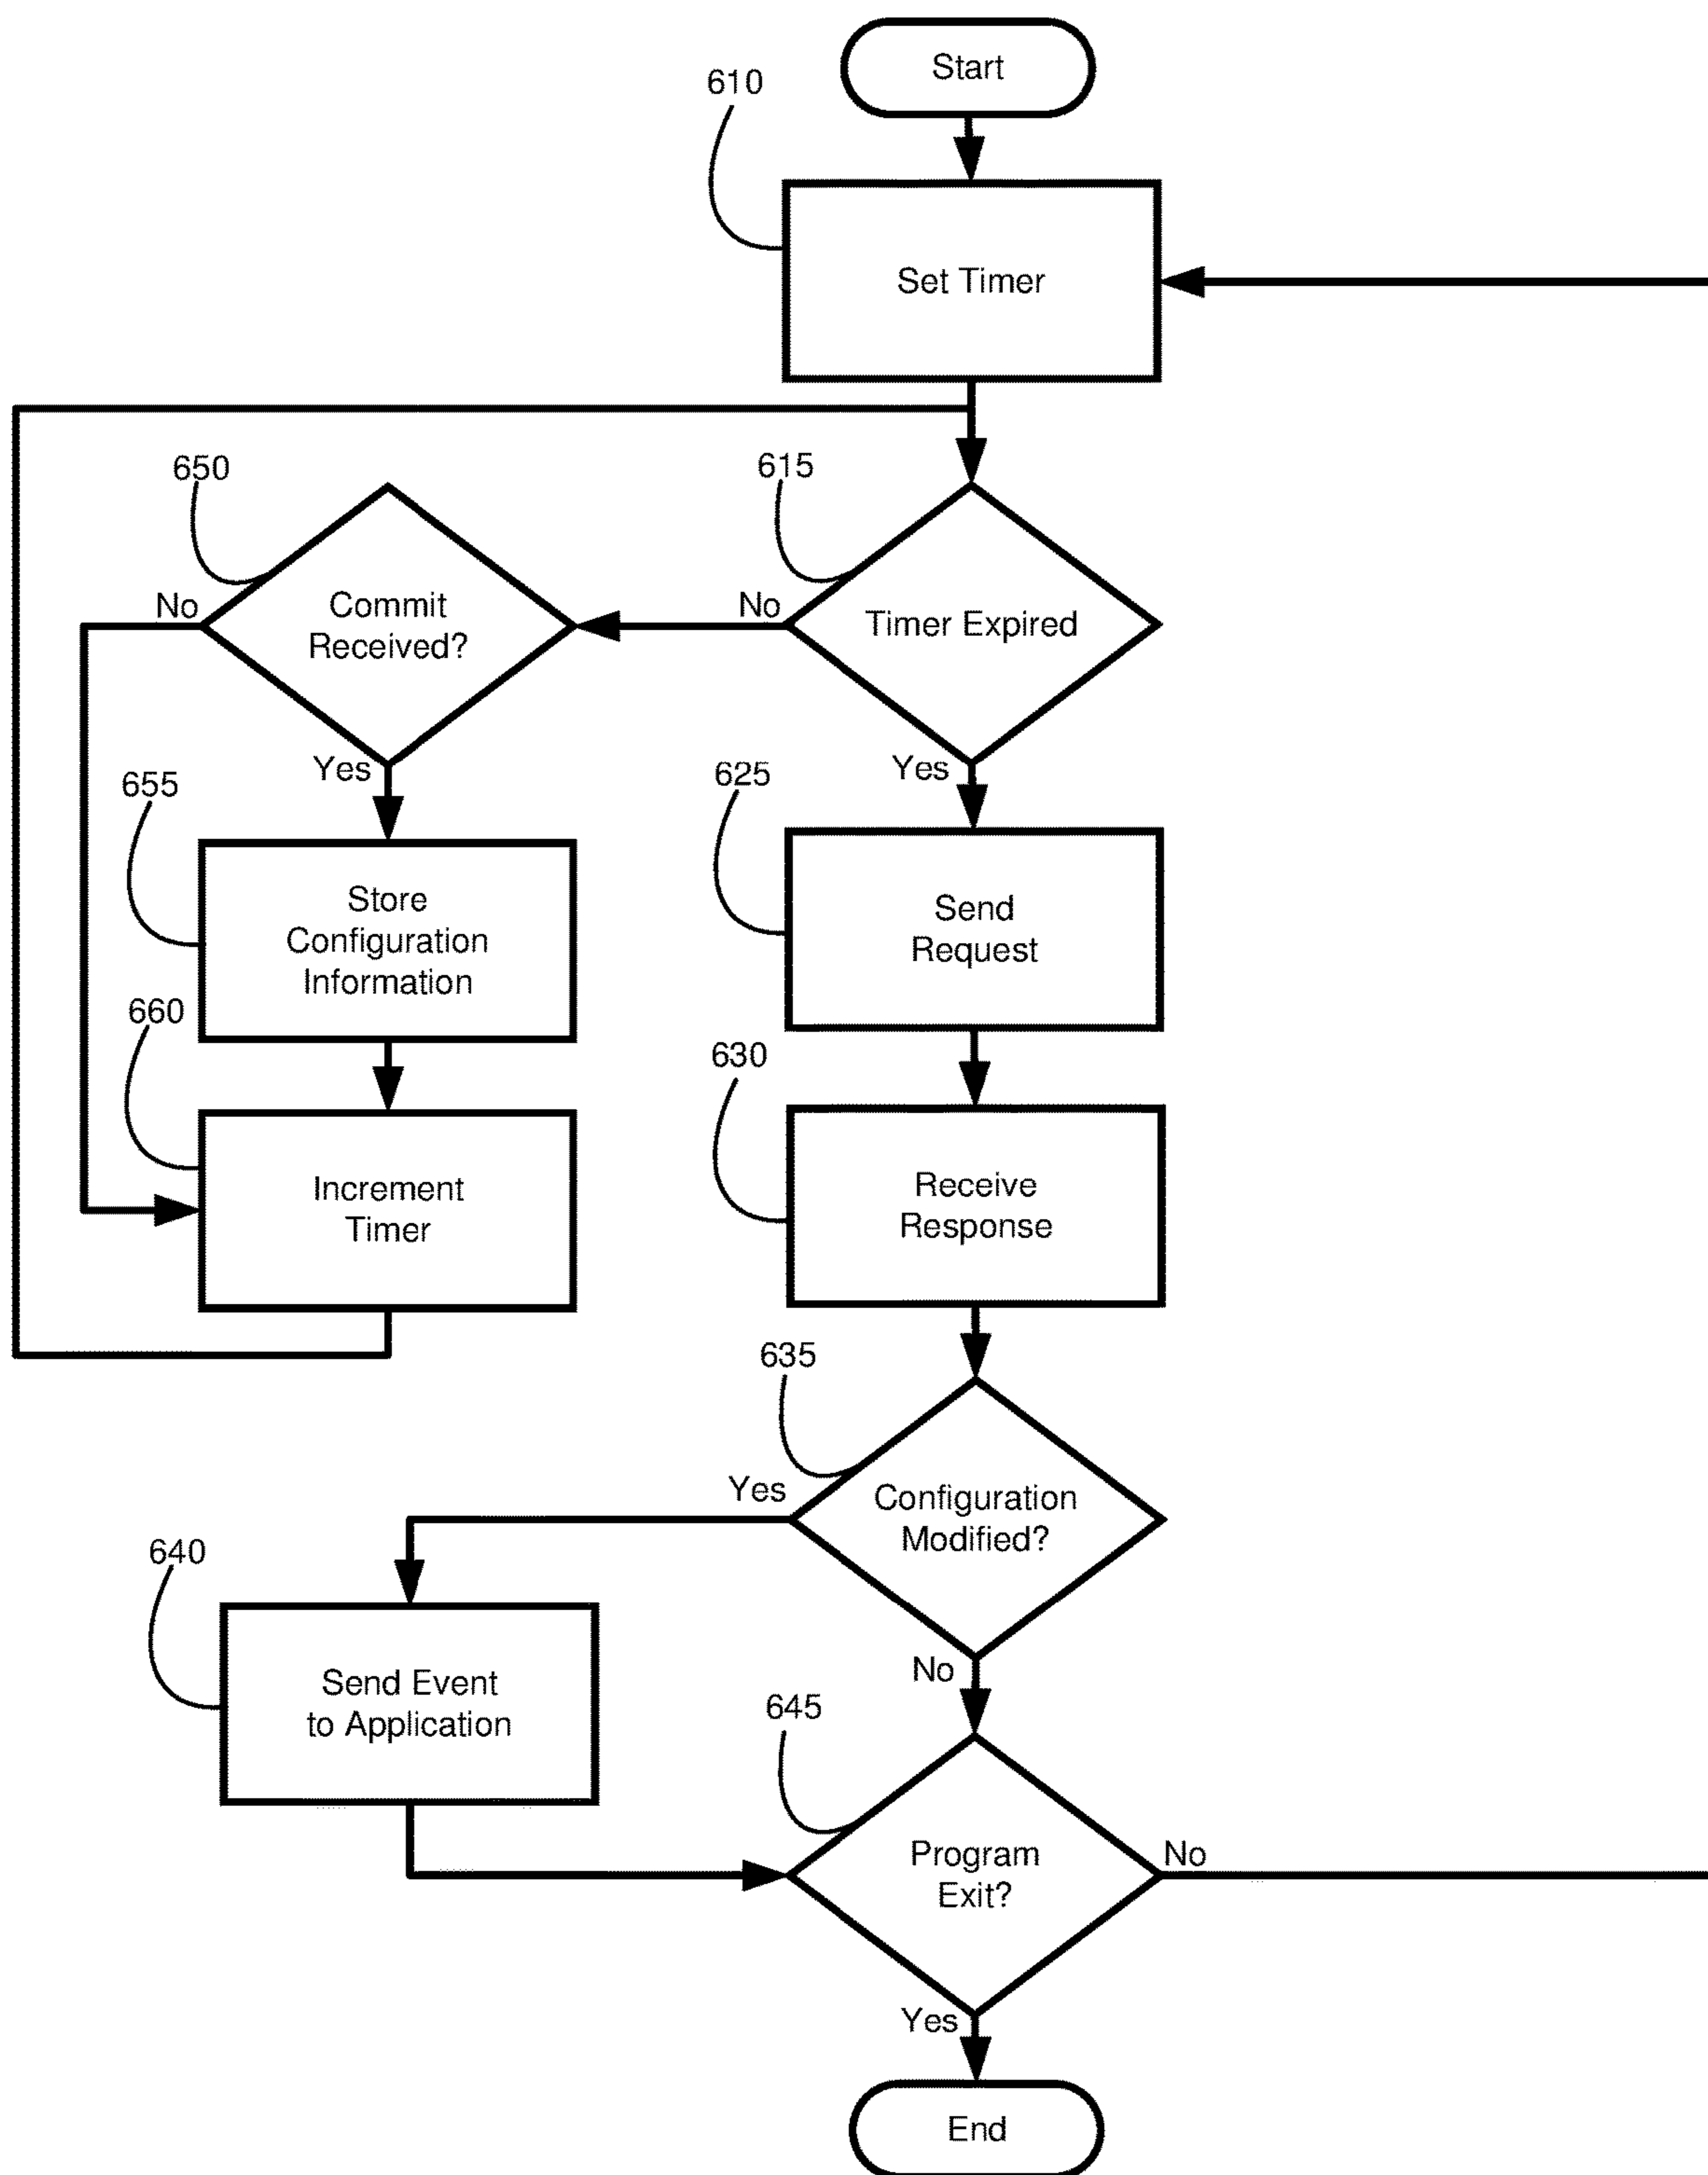 Start
610
Set Timer
650
615
No
Commit
Received?
No
Timer Expired
Yes
Yes
655
625
Store
Configuration
Information
Send
Request
660
630
Increment
Timer
Receive
Response
635
Yes
Configuration
Modified?
640
No
Send Event
to Application
645
Program
Exit?
No
Yes
End